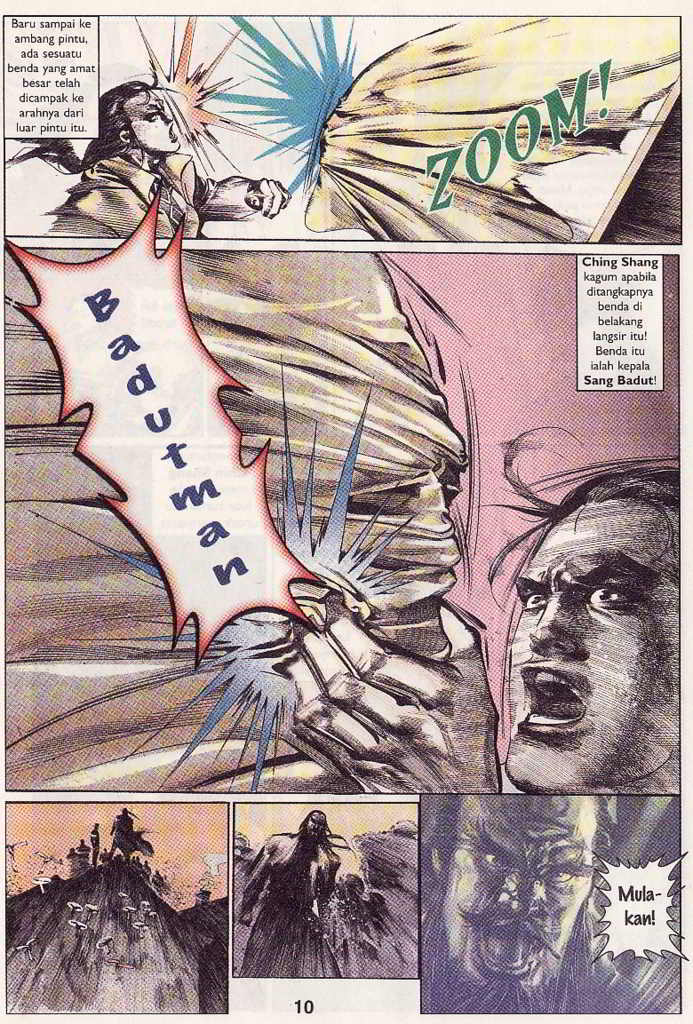 Baru sampai ke
ambang pintu,
ada sesuatu
benda yang amat
besar telah
dicampak ke
arahnya dari
luar pintu itu.
ZOOM!
Ching Shang
kagum apabila
ditangkapnya
benda di
belakang
langsir itu!
Benda itu
ialah kepala
Sang Badut!
Badutman
Mula-
kan!
10